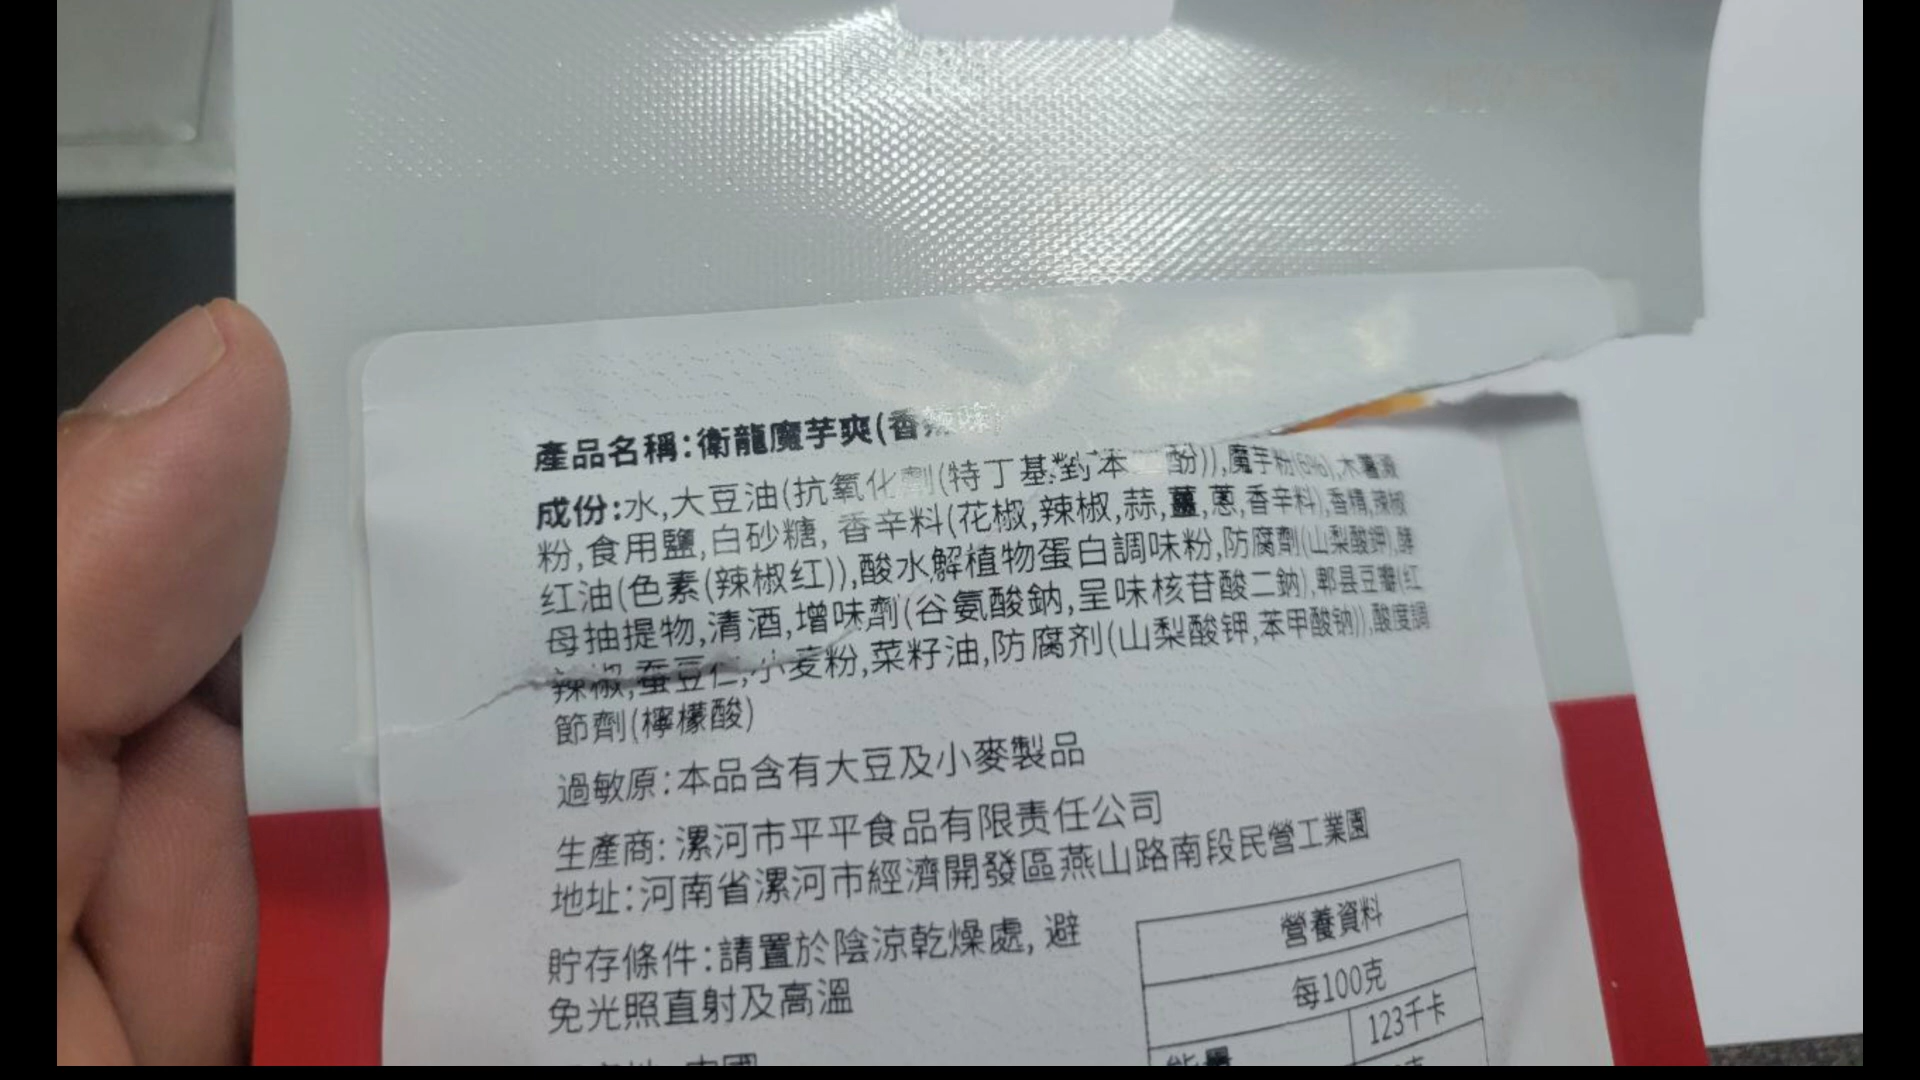 產品名稱:衛龍魔芋爽(香辣味)
成份:水,大豆油(抗氧化劑(特丁基對苯二酚)),魔芋粉(6%),木薯澱
粉,食用鹽,白砂糖,香辛料(花椒,辣椒,蒜,薑,蔥,香辛料),香精,辣椒
红油(色素(辣椒红)),酸水解植物蛋白調味粉,防腐劑(山梨酸鉀),酵
母抽提物,清酒,增味劑(谷氨酸鈉,呈味核苷酸二鈉),郫县豆瓣(红
辣椒,蚕豆仁,小麦粉,菜籽油,防腐剂(山梨酸钾,苯甲酸钠)),酸度調
節劑(檸檬酸)
過敏原:本品含有大豆及小麥製品
生產商:漯河市平平食品有限责任公司
地址:河南省漯河市經濟開發區燕山路南段民營工業園
貯存條件:請置於陰涼乾燥處,避
免光照直射及高溫
中國
營養資料
每100克
能量 123千卡
克